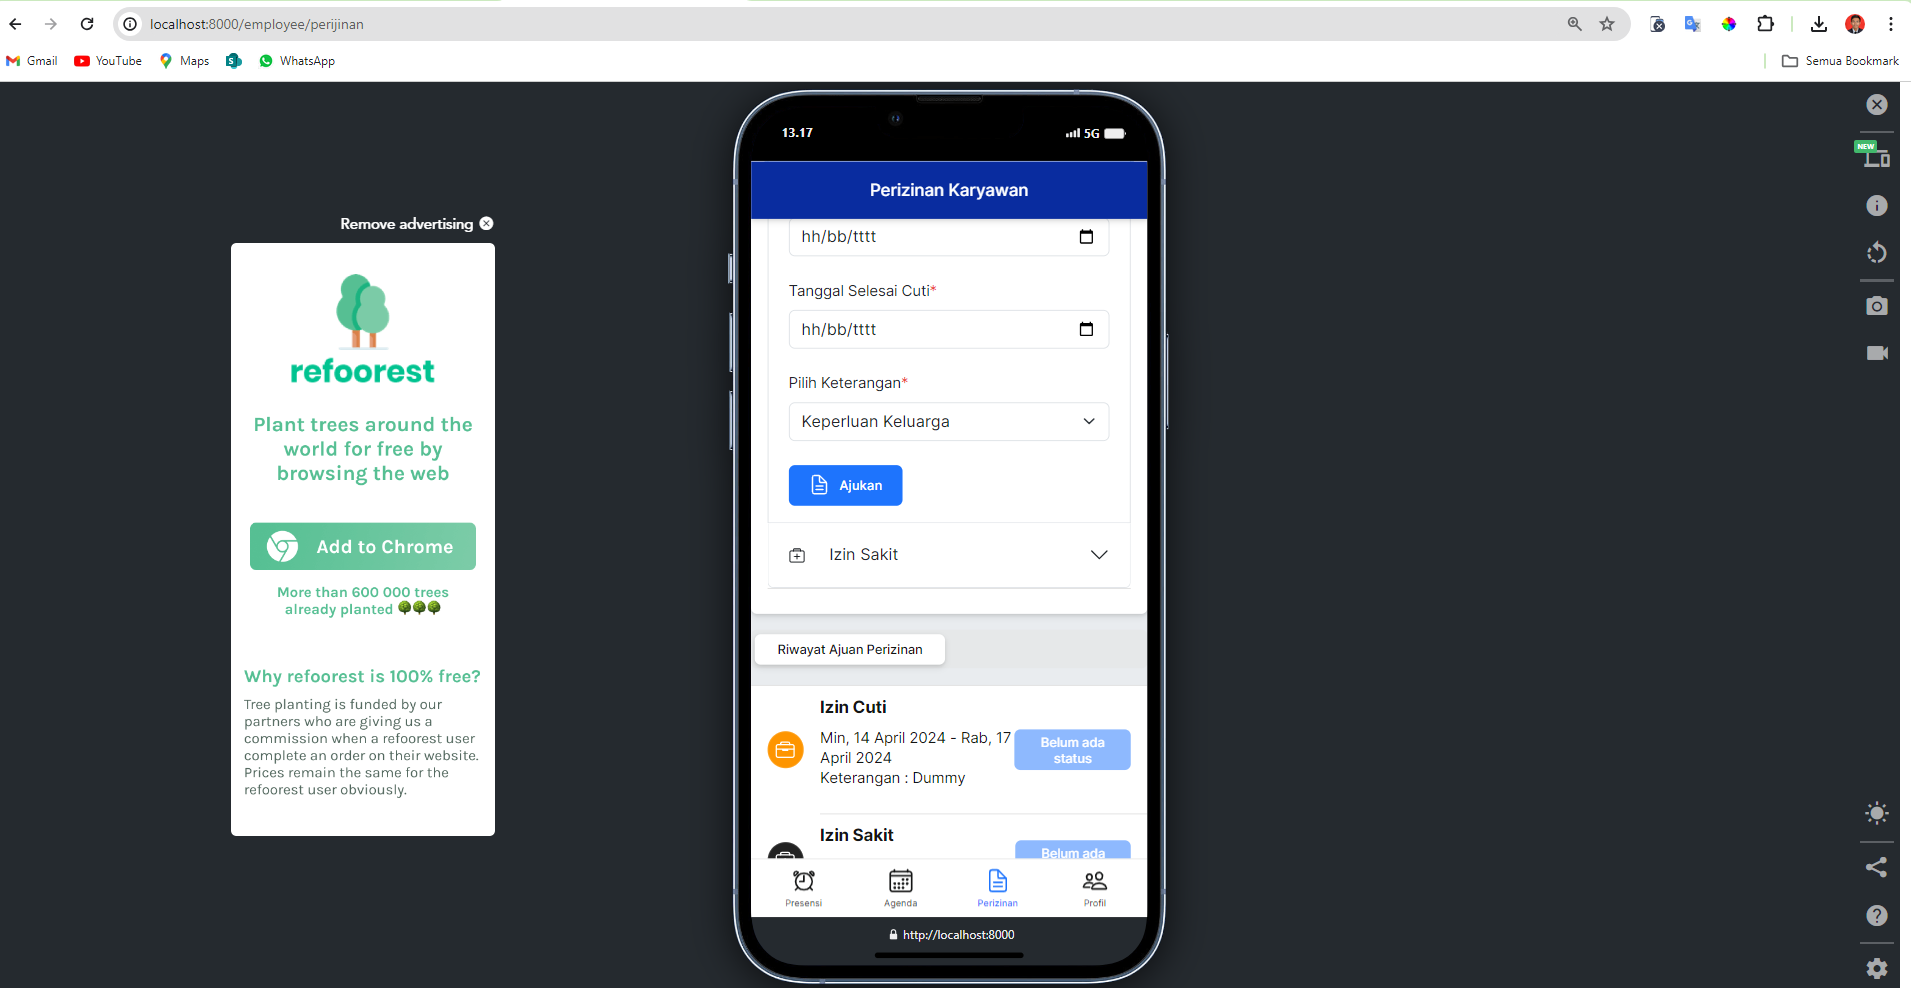 localhost:8000/employee/perijinan
Gmail
YouTube
Maps
S
WhatsApp
Semua Bookmark
13.17
5G
Perizinan Karyawan
hh/bb/tttt
Tanggal Selesai Cuti*
hh/bb/tttt
Pilih Keterangan*
Keperluan Keluarga
Ajukan
Izin Sakit
Riwayat Ajuan Perizinan
Izin Cuti
Min, 14 April 2024 - Rab, 17
April 2024
Keterangan : Dummy
Belum ada
status
Izin Sakit
Belum ada
Presensi
Agenda
Perizinan
Profil
http://localhost:8000
Remove advertising
refoorest
Plant trees around the
world for free by
browsing the web
Add to Chrome
More than 600 000 trees
already planted 🌳🌳🌳
Why refoorest is 100% free?
Tree planting is funded by our
partners who are giving us a
commission when a refoorest user
complete an order on their website.
Prices remain the same for the
refoorest user obviously.
NEW